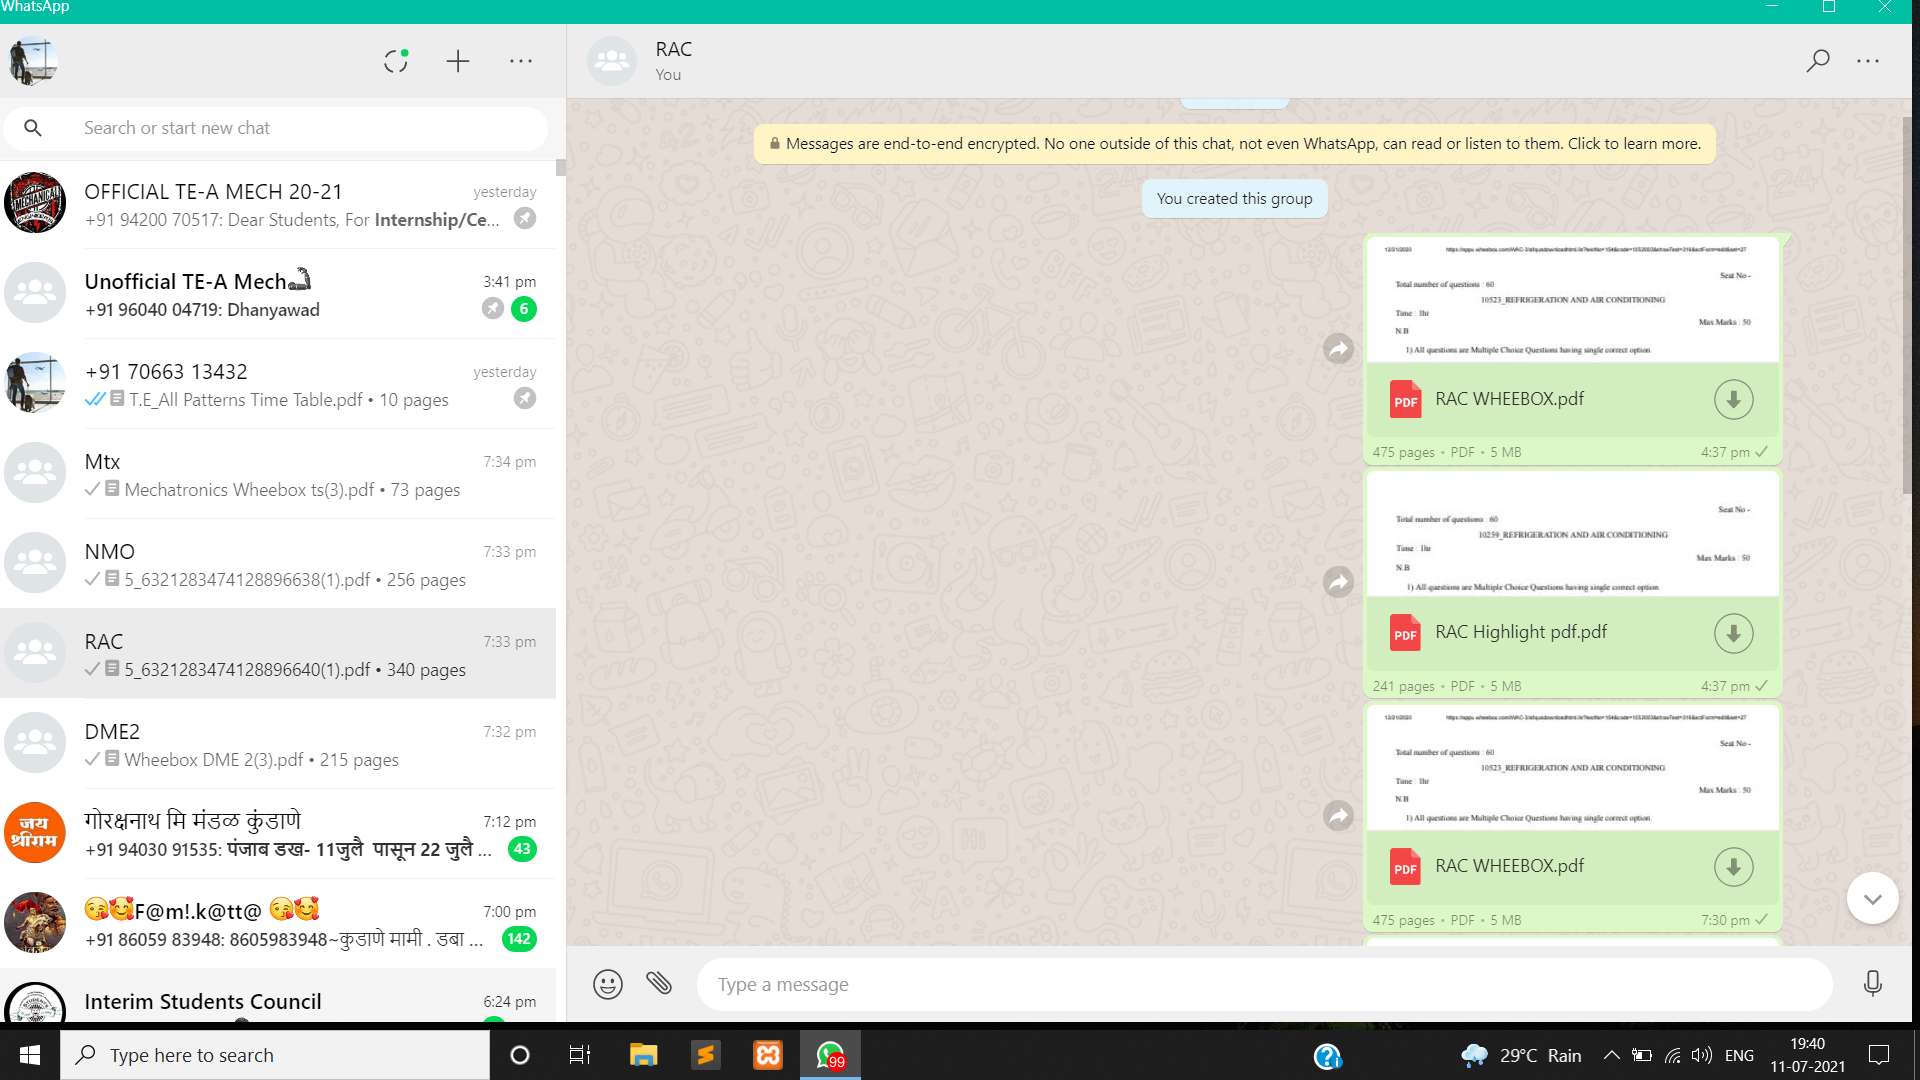 WhatsApp
Search or start new chat
OFFICIAL TE-A MECH 20-21
yesterday
+91 94200 70517: Dear Students, For Internship/Ce...
Unofficial TE-A Mech
3:41 pm
+91 96040 04719: Dhanyawad
6
+91 70663 13432
yesterday
T.E_All Patterns Time Table.pdf • 10 pages
Mtx
7:34 pm
Mechatronics Wheebox ts(3).pdf • 73 pages
NMO
7:33 pm
5_6321283474128896638(1).pdf • 256 pages
RAC
7:33 pm
5_6321283474128896640(1).pdf • 340 pages
DME2
7:32 pm
Wheebox DME 2(3).pdf • 215 pages
जय
श्रीराम
गोरक्षनाथ मि मंडळ कुंडाणे
7:12 pm
+91 94030 91535: पंजाब डख- 11जुलै पासून 22 जुलै ...
43
😘🥰F@m!.k@tt@ 😘🥰
7:00 pm
+91 86059 83948: 8605983948~कुडाणे मामी . डबा ...
142
Interim Students Council
6:24 pm
RAC
You
Messages are end-to-end encrypted. No one outside of this chat, not even WhatsApp, can read or listen to them. Click to learn more.
You created this group
12/31/2020
Seat No -
Total number of questions : 60
10523_REFRIGERATION AND AIR CONDITIONING
Time : 1hr
Max Marks : 50
N.B
1) All questions are Multiple Choice Questions having single correct option.
PDF
RAC WHEEBOX.pdf
475 pages • PDF • 5 MB
4:37 pm
Seat No -
Total number of questions : 60
10259_REFRIGERATION AND AIR CONDITIONING
Time : 1hr
Max Marks : 50
N.B
1) All questions are Multiple Choice Questions having single correct option.
PDF
RAC Highlight pdf.pdf
241 pages • PDF • 5 MB
4:37 pm
12/31/2020
Seat No -
Total number of questions : 60
10523_REFRIGERATION AND AIR CONDITIONING
Time : 1hr
Max Marks : 50
N.B
1) All questions are Multiple Choice Questions having single correct option.
PDF
RAC WHEEBOX.pdf
475 pages • PDF • 5 MB
7:30 pm
Type a message
Type here to search
99
29°C Rain
ENG
19:40
11-07-2021